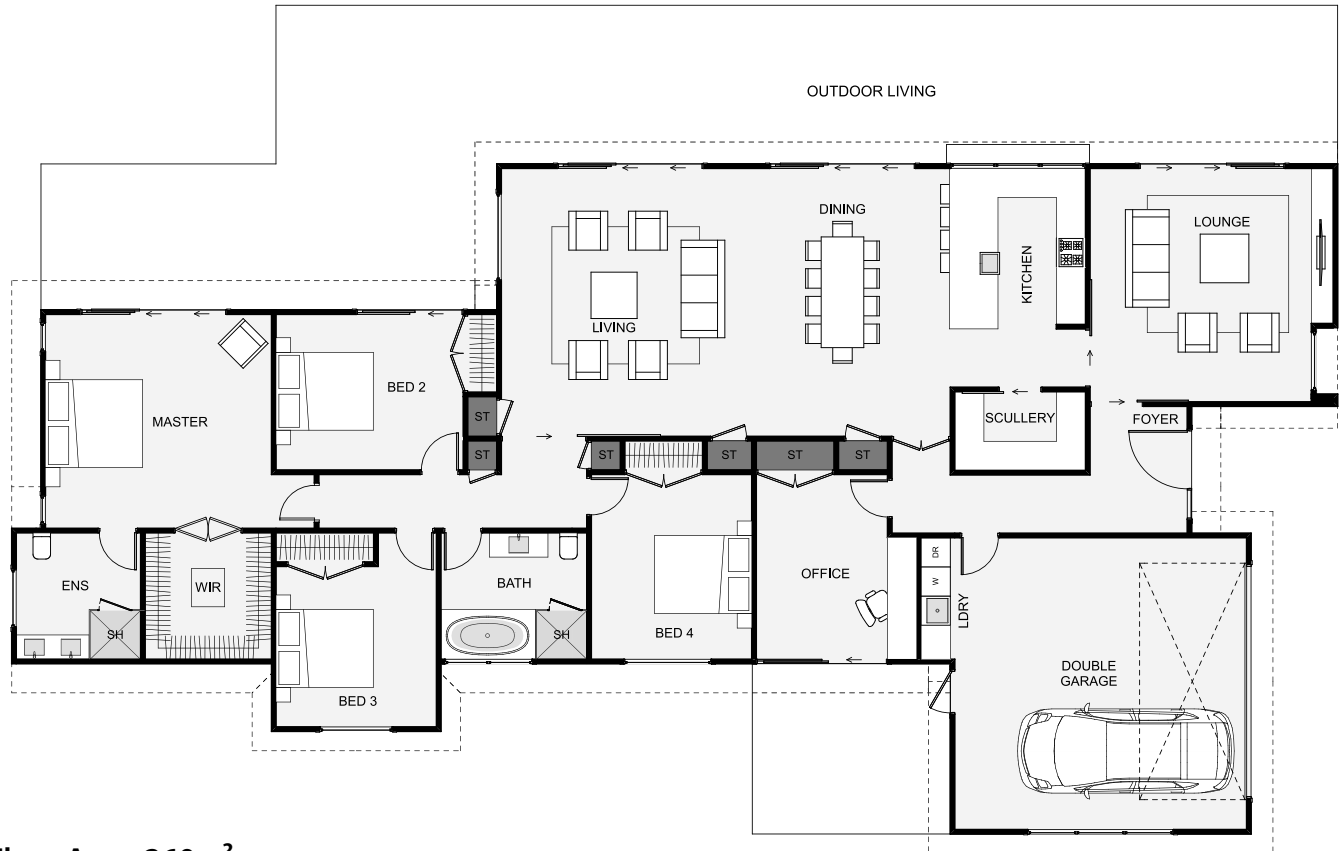 OUTDOOR LIVING
DINING
LOUNGE
KITCHEN
LIVING
BED 2
MASTER
ST
SCULLERY
FOYER
ST
ST
ST
ST
ST
ENS
WIR
BATH
OFFICE
DR
W
LDRY
SH
SH
BED 4
BED 3
DOUBLE
GARAGE